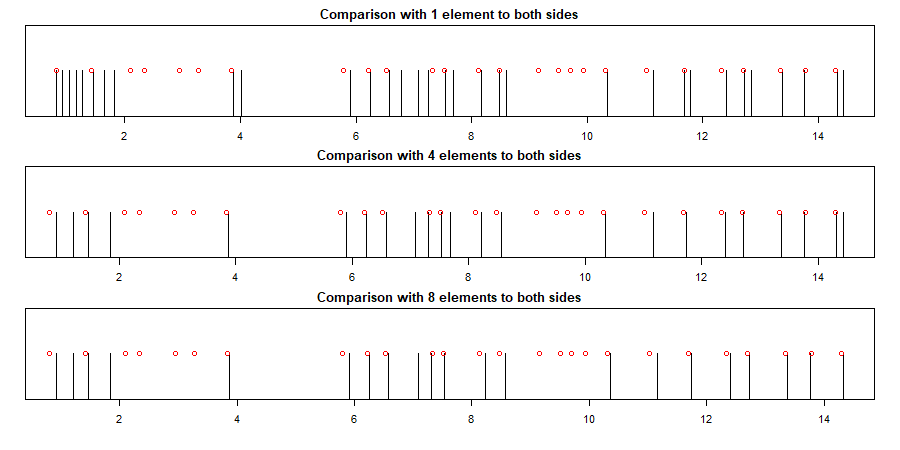 Comparison with 1 element to both sides
2 4 6 8 10 12 14
Comparison with 4 elements to both sides
2 4 6 8 10 12 14
Comparison with 8 elements to both sides
2 4 6 8 10 12 14